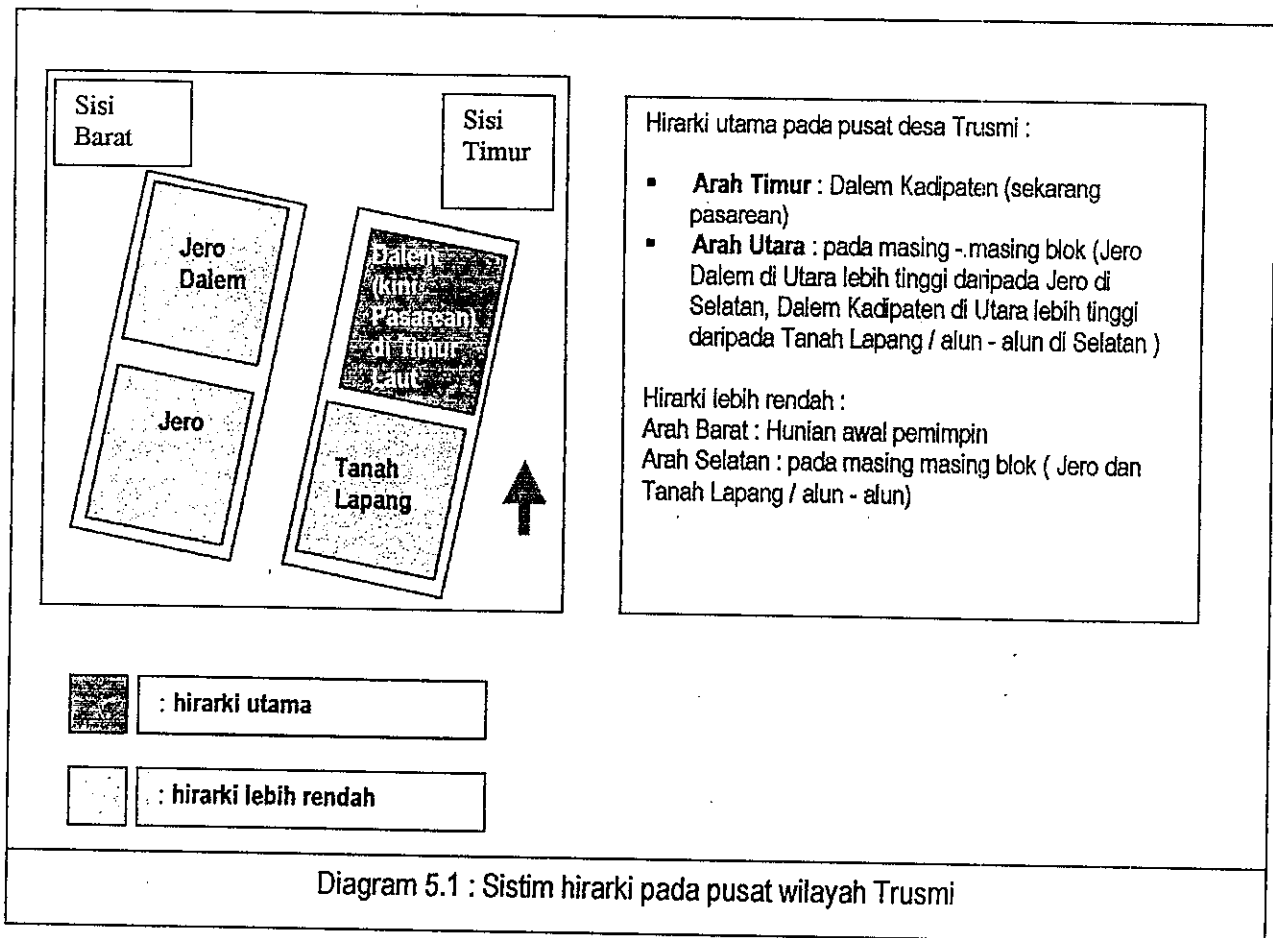 Sisi
Barat
Sisi
Timur
Jero
Dalem
Dalem
(kini
Pasarean)
di Timur
Laut
Jero
Tanah
Lapang
Hirarki utama pada pusat desa Trusmi :
▪ Arah Timur : Dalem Kadipaten (sekarang
pasarean)
▪ Arah Utara : pada masing - masing blok (Jero
Dalem di Utara lebih tinggi daripada Jero di
Selatan, Dalem Kadipaten di Utara lebih tinggi
daripada Tanah Lapang / alun - alun di Selatan )
Hirarki lebih rendah :
Arah Barat : Hunian awal pemimpin
Arah Selatan : pada masing masing blok ( Jero dan
Tanah Lapang / alun - alun)
: hirarki utama
: hirarki lebih rendah
Diagram 5.1 : Sistim hirarki pada pusat wilayah Trusmi